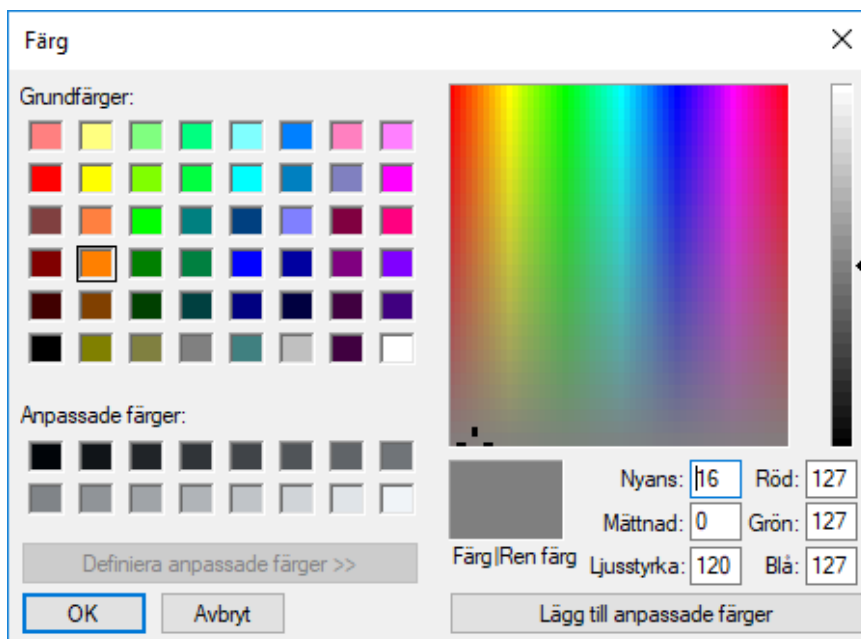 Färg
Grundfärger:
Anpassade färger:
Definiera anpassade färger >>
OK
Avbryt
Färg|Ren färg
Nyans: 16
Röd: 127
Mättnad: 0
Grön: 127
Ljusstyrka: 120
Blå: 127
Lägg till anpassade färger